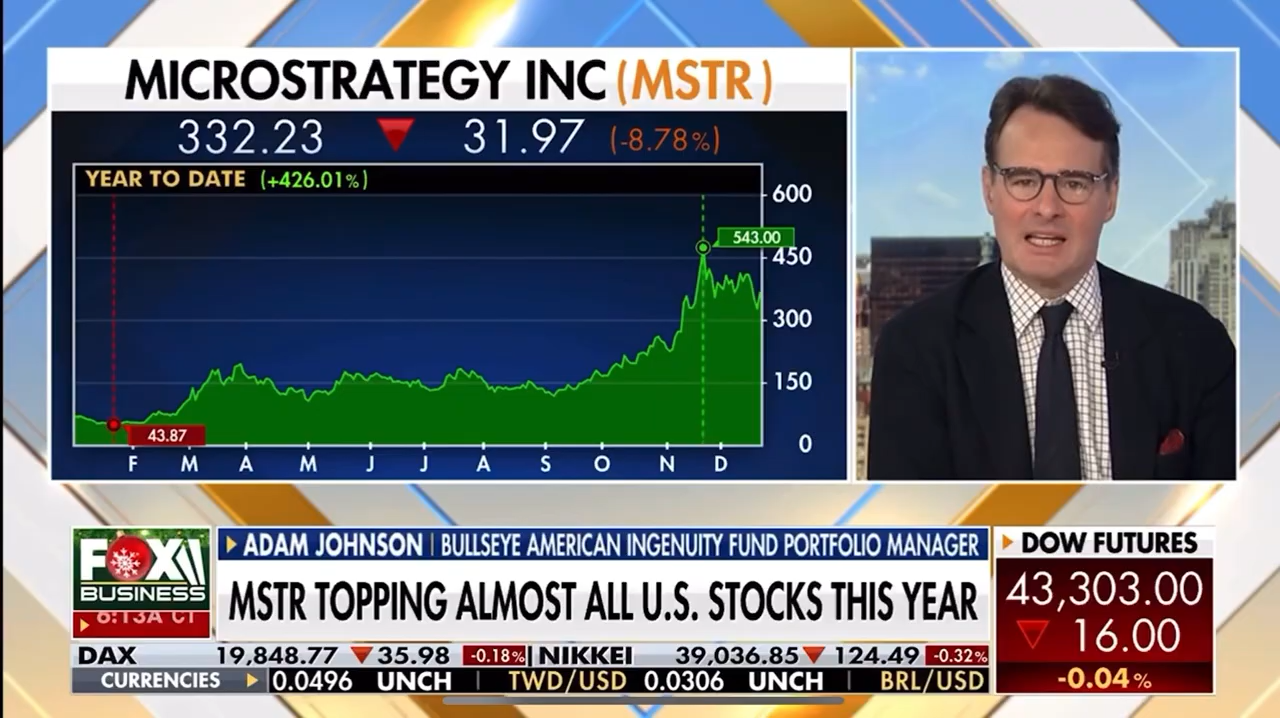 MICROSTRATEGY INC (MSTR)
332.23 31.97 (-8.78%)
YEAR TO DATE (+426.01%)
600
543.00
450
300
150
43.87
0
F M A M J J A S O N D
FOX
BUSINESS
6:13A CT
ADAM JOHNSON | BULLSEYE AMERICAN INGENUITY FUND PORTFOLIO MANAGER
MSTR TOPPING ALMOST ALL U.S. STOCKS THIS YEAR
DOW FUTURES
43,303.00
16.00
-0.04%
DAX 19,848.77 35.98 -0.18% NIKKEI 39,036.85 124.49 -0.32%
CURRENCIES 0.0496 UNCH TWD/USD 0.0306 UNCH BRL/USD